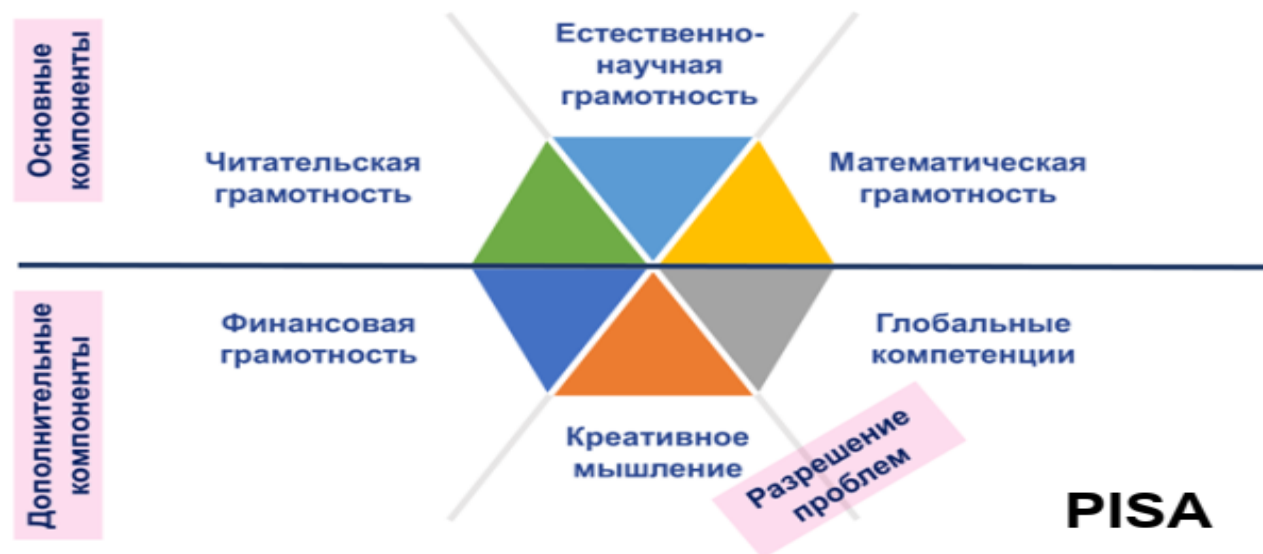 Основные
компоненты
Естественно-
научная
грамотность
Читательская
грамотность
Математическая
грамотность
Дополнительные
компоненты
Финансовая
грамотность
Глобальные
компетенции
Креативное
мышление
Разрешение
проблем
PISA